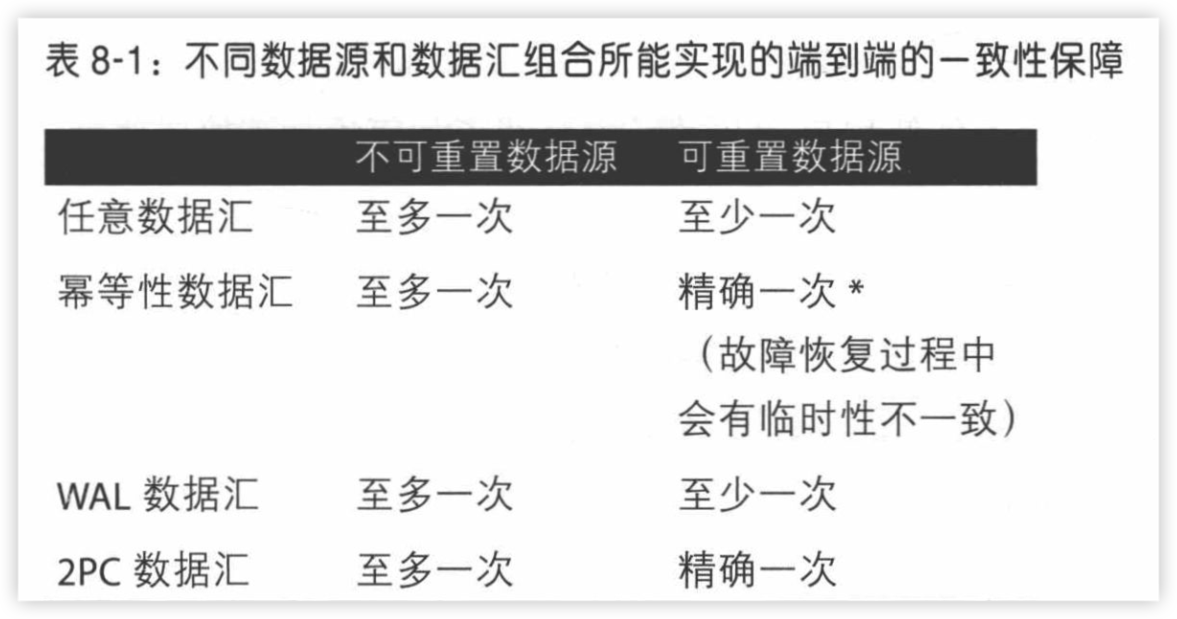 表 8-1：不同数据源和数据汇组合所能实现的端到端的一致性保障
不可重置数据源 可重置数据源
任意数据汇 至多一次 至少一次
幂等性数据汇 至多一次 精确一次 *
（故障恢复过程中
会有临时性不一致）
WAL 数据汇 至多一次 至少一次
2PC 数据汇 至多一次 精确一次